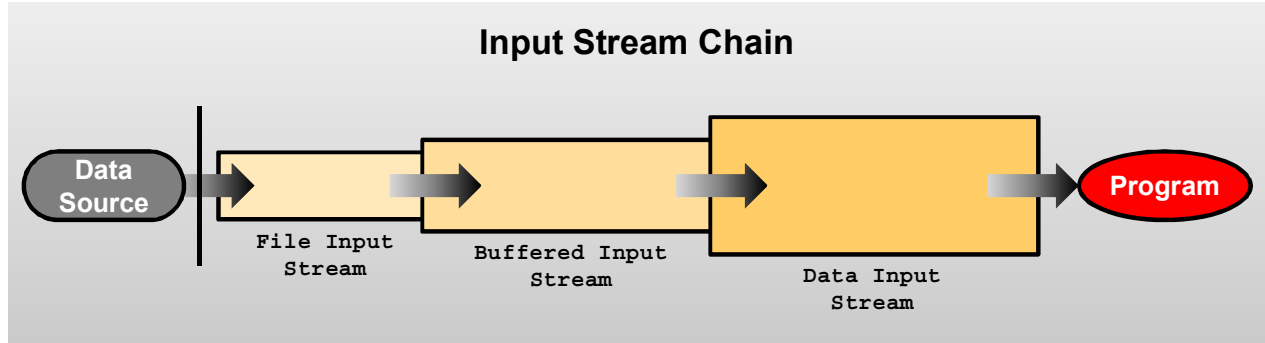 Input Stream Chain
Data
Source
File Input
Stream
Buffered Input
Stream
Data Input
Stream
Program